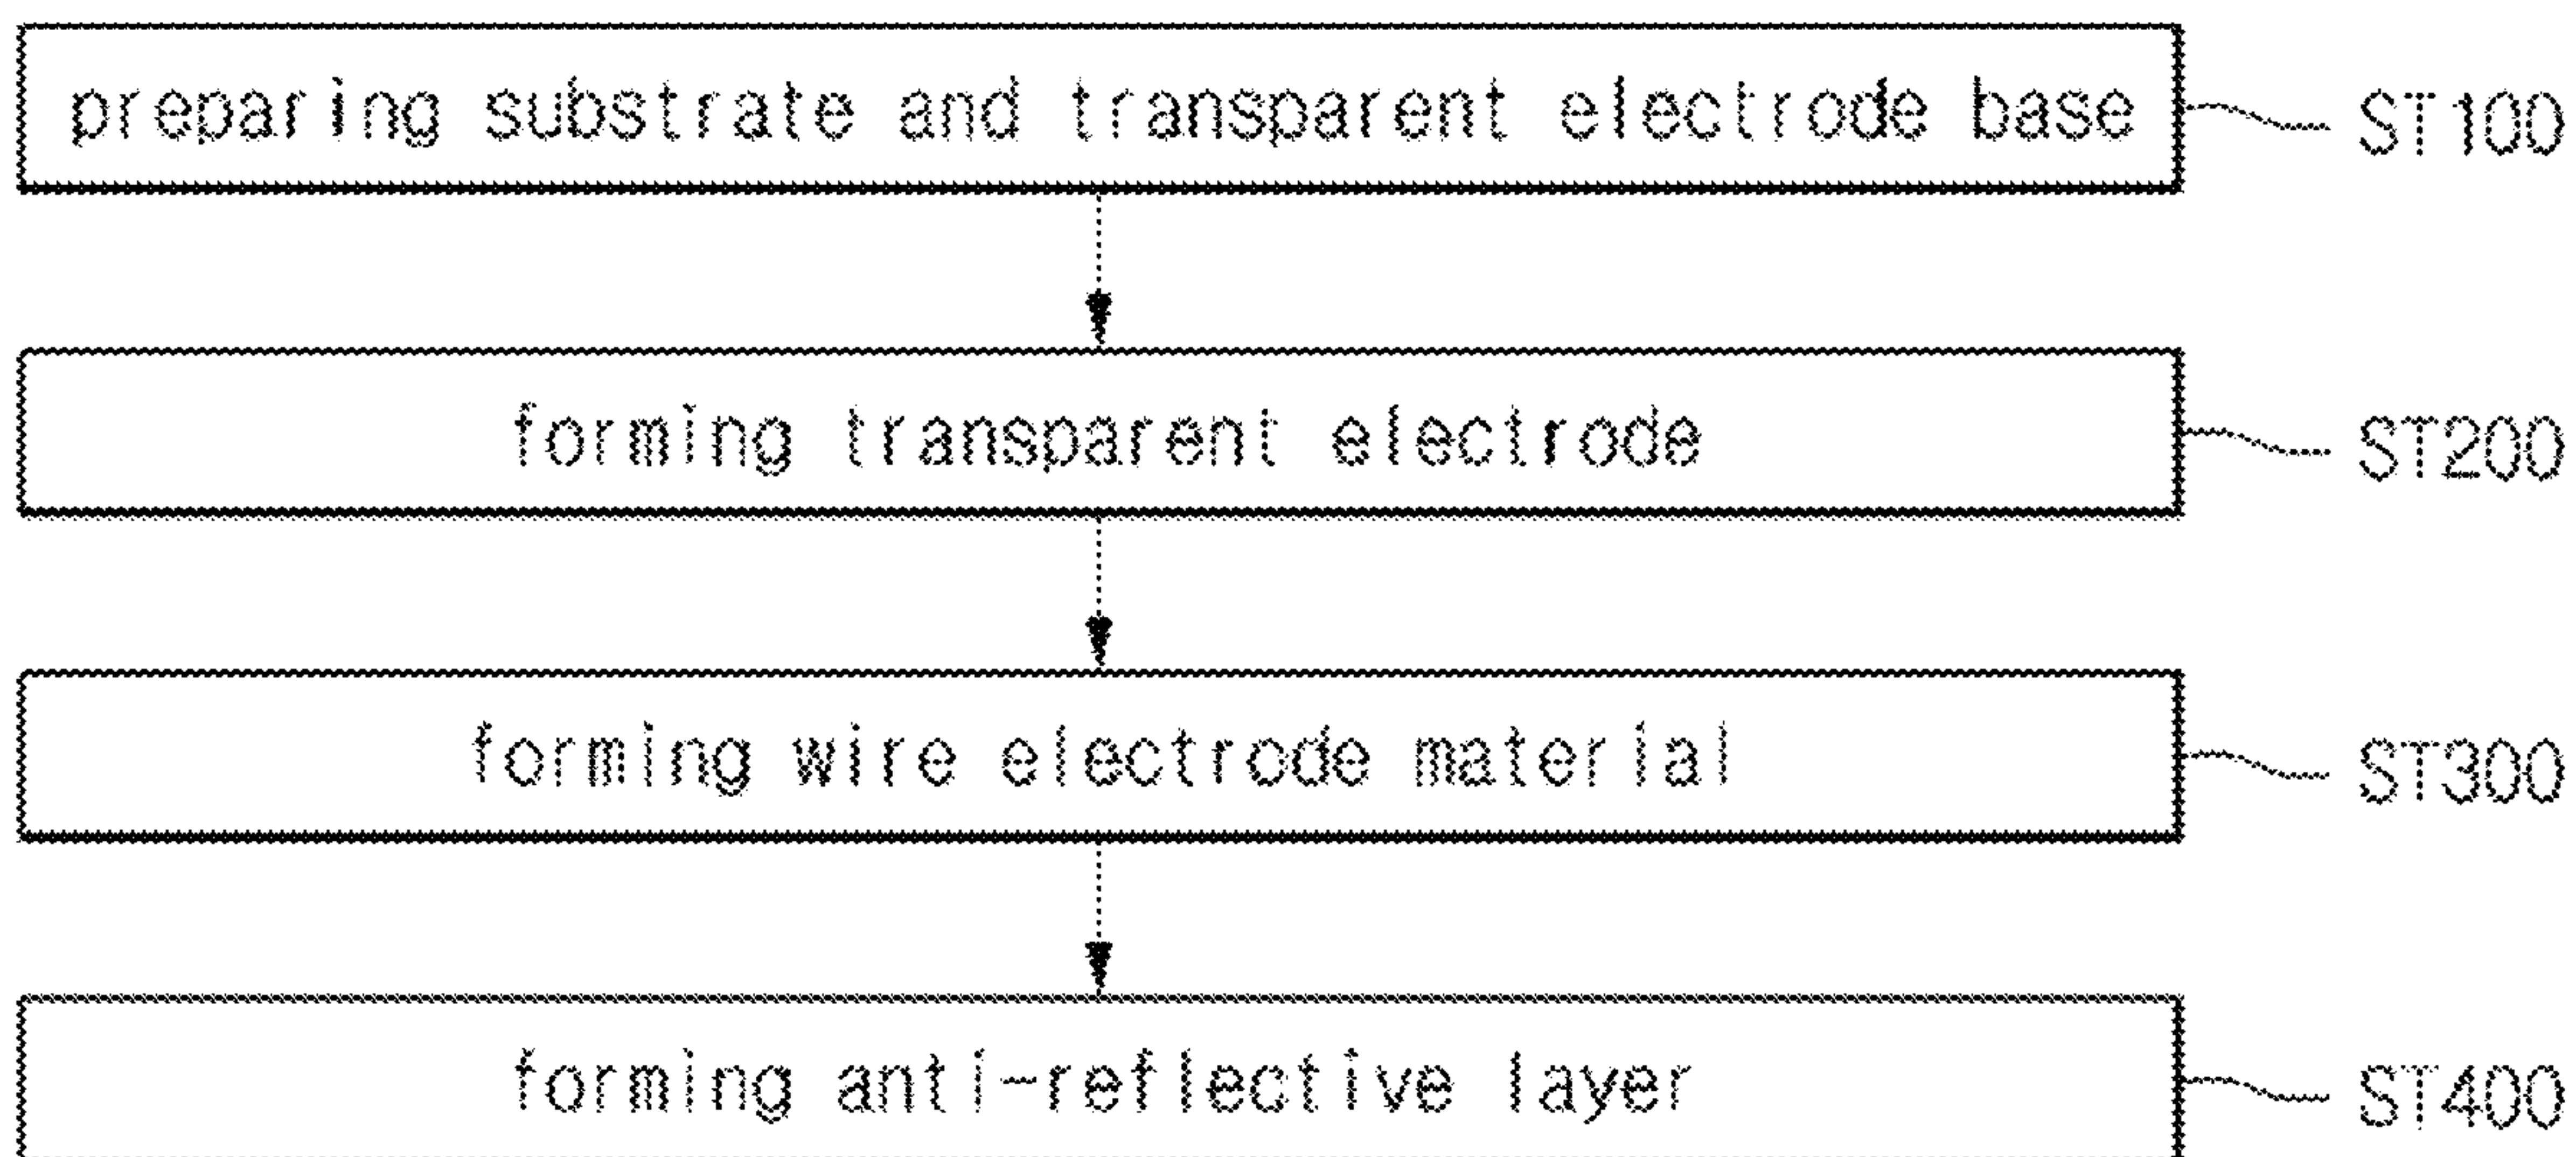 preparing substrate and transparent electrode base
ST100
forming transparent electrode
ST200
forming wire electrode material
ST300
forming anti-reflective layer
ST400